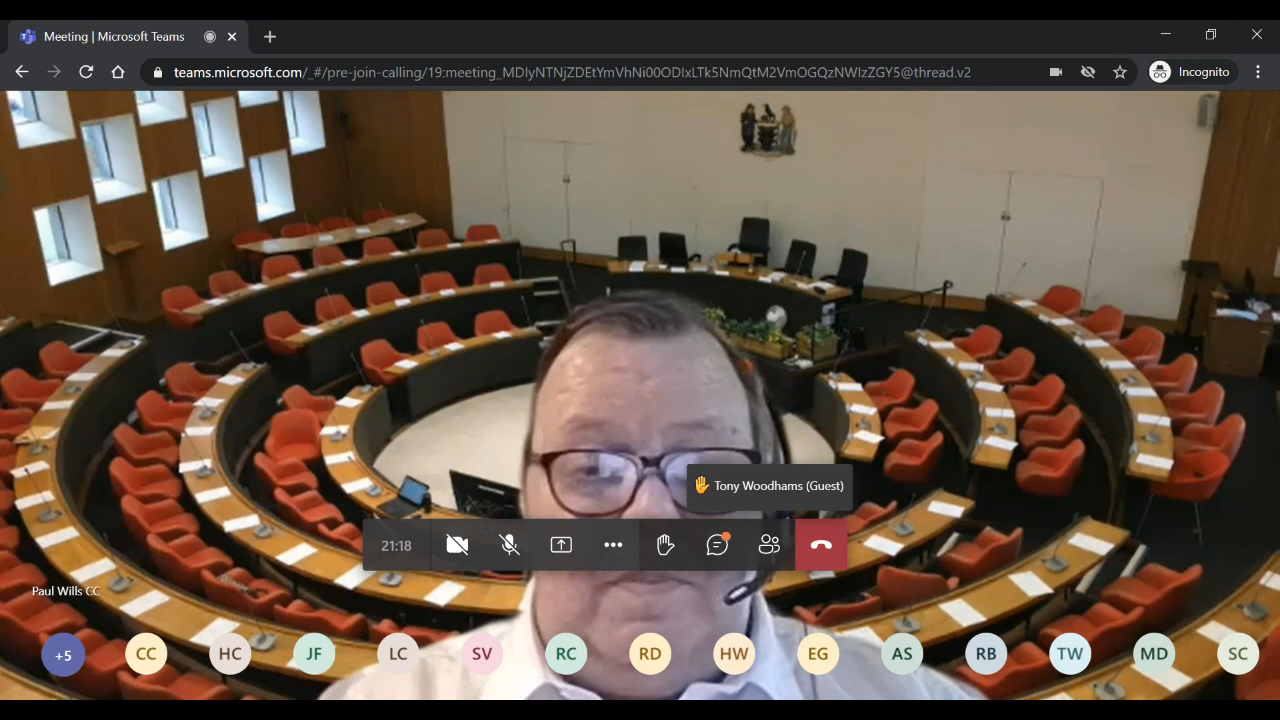 Meeting | Microsoft Teams
teams.microsoft.com/_#/pre-join-calling/19:meeting_MDIyNTNjZDEtYmVhNi00ODIxLTk5NmQtM2VmOGQzNWIzZGY5@thread.v2
Incognito
Tony Woodhams (Guest)
21:18
Paul Wills CC
+5 CC HC JF LC SV RC RD HW EG AS RB TW MD SC